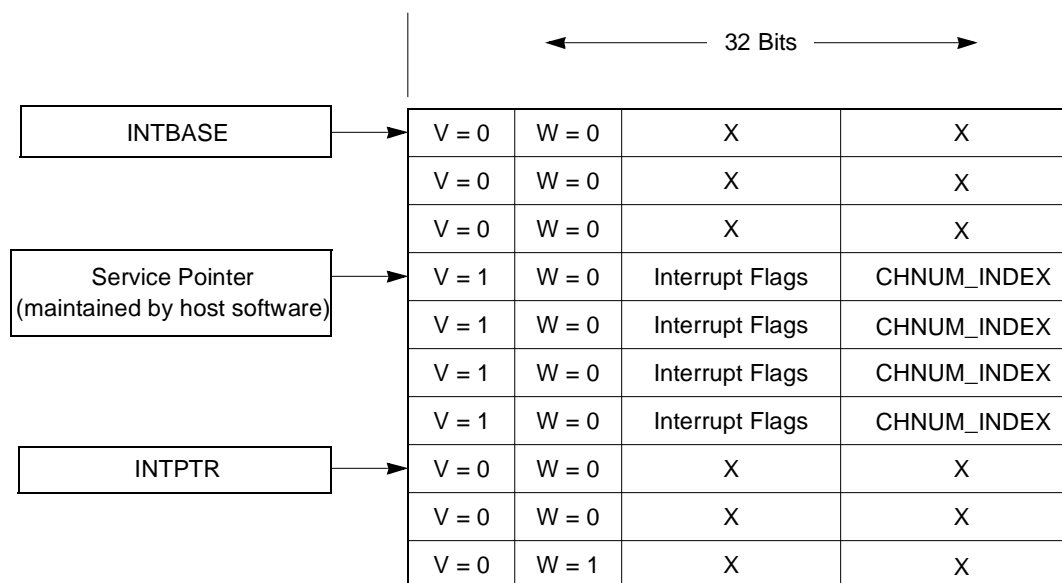 32 Bits
INTBASE
V = 0 W = 0 X X
V = 0 W = 0 X X
V = 0 W = 0 X X
Service Pointer
(maintained by host software)
V = 1 W = 0 Interrupt Flags CHNUM_INDEX
V = 1 W = 0 Interrupt Flags CHNUM_INDEX
V = 1 W = 0 Interrupt Flags CHNUM_INDEX
V = 1 W = 0 Interrupt Flags CHNUM_INDEX
INTPTR
V = 0 W = 0 X X
V = 0 W = 0 X X
V = 0 W = 1 X X